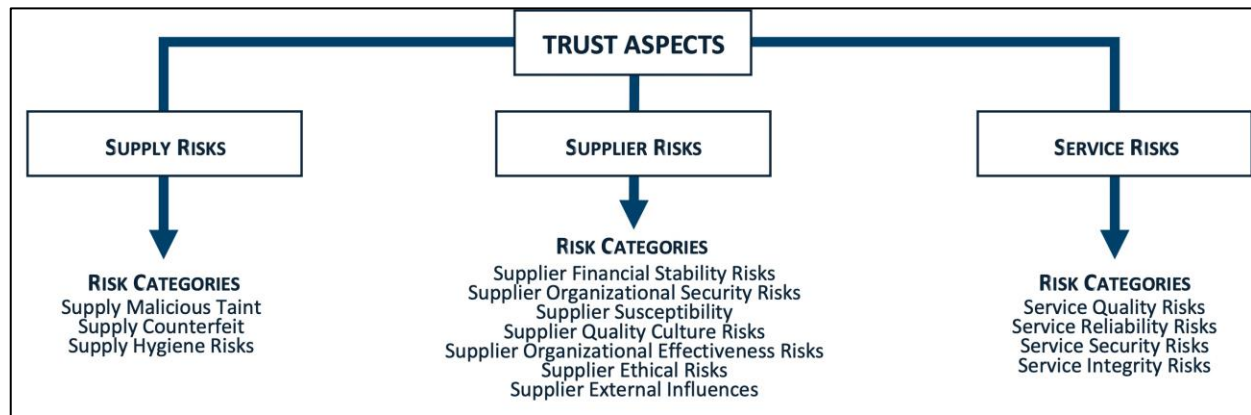 TRUST ASPECTS
SUPPLY RISKS
SUPPLIER RISKS
SERVICE RISKS
RISK CATEGORIES
Supply Malicious Taint
Supply Counterfeit
Supply Hygiene Risks
RISK CATEGORIES
Supplier Financial Stability Risks
Supplier Organizational Security Risks
Supplier Susceptibility
Supplier Quality Culture Risks
Supplier Organizational Effectiveness Risks
Supplier Ethical Risks
Supplier External Influences
RISK CATEGORIES
Service Quality Risks
Service Reliability Risks
Service Security Risks
Service Integrity Risks